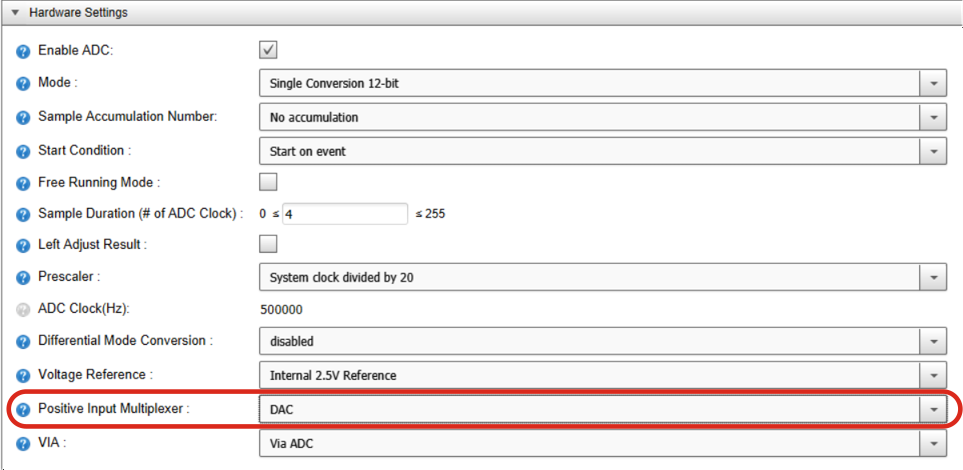 Hardware Settings
Enable ADC:
Mode : Single Conversion 12-bit
Sample Accumulation Number: No accumulation
Start Condition : Start on event
Free Running Mode :
Sample Duration (# of ADC Clock) : 0 ≤ 4 ≤ 255
Left Adjust Result :
Prescaler : System clock divided by 20
ADC Clock(Hz): 500000
Differential Mode Conversion : disabled
Voltage Reference : Internal 2.5V Reference
Positive Input Multiplexer : DAC
VIA : Via ADC